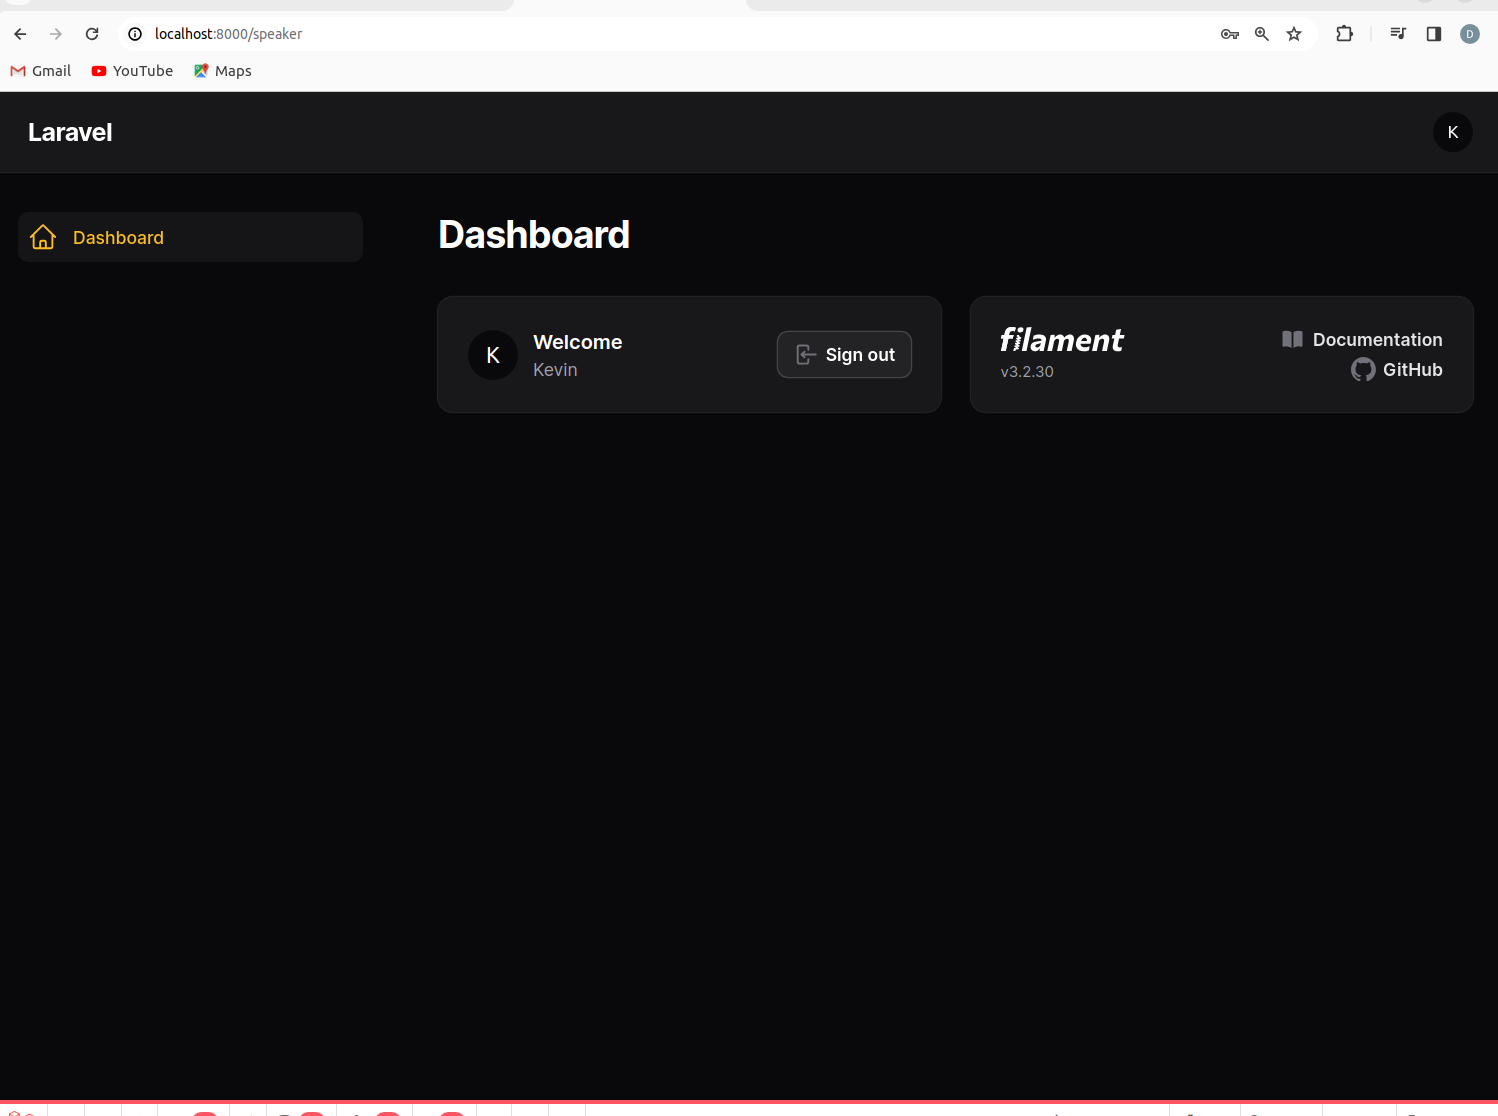 localhost:8000/speaker
D
Gmail YouTube Maps
Laravel
K
Dashboard
Dashboard
K
Welcome
Kevin
Sign out
filament
v3.2.30
Documentation
GitHub